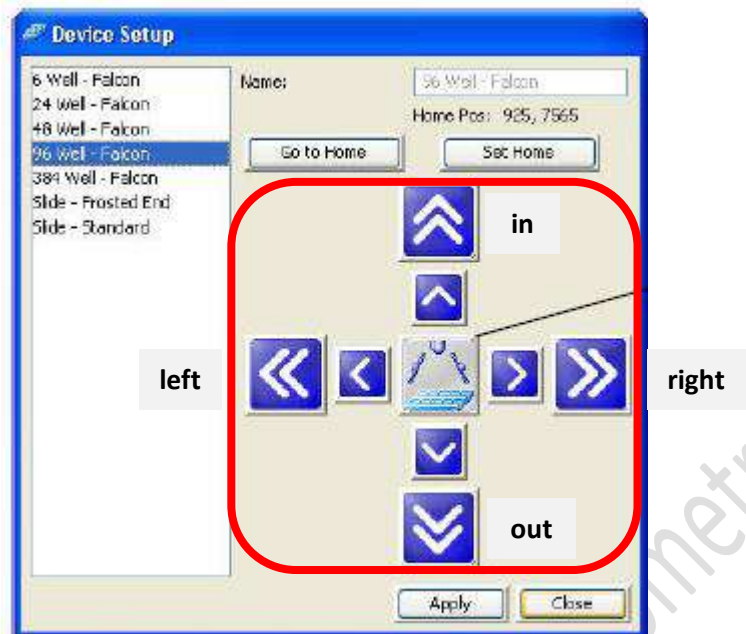 Device Setup
6 Well - Falcon
24 Well - Falcon
48 Well - Falcon
96 Well - Falcon
384 Well - Falcon
Slide - Frosted End
Slide - Standard
Name:
96 Well - Falcon
Home Pos: 925, 7565
Go to Home
Set Home
in
left
right
out
Apply
Close